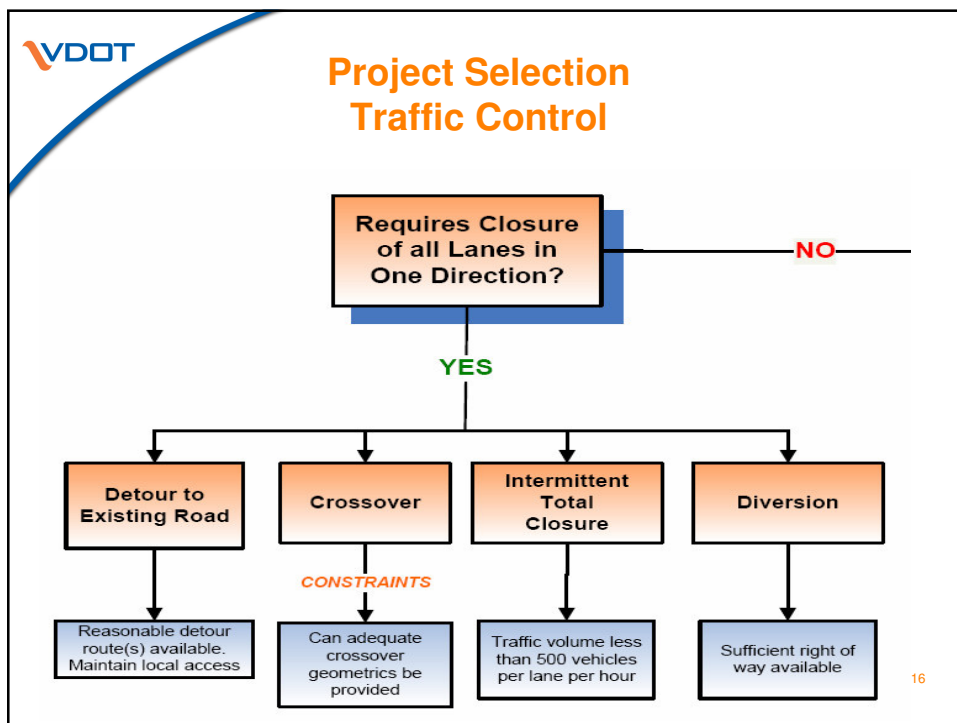 VDOT
Project Selection
Traffic Control
Requires Closure
of all Lanes in
One Direction?
NO
YES
Detour to
Existing Road
Crossover
Intermittent
Total
Closure
Diversion
CONSTRAINTS
Reasonable detour
route(s) available.
Maintain local access
Can adequate
crossover
geometrics be
provided
Traffic volume less
than 500 vehicles
per lane per hour
Sufficient right of
way available
16